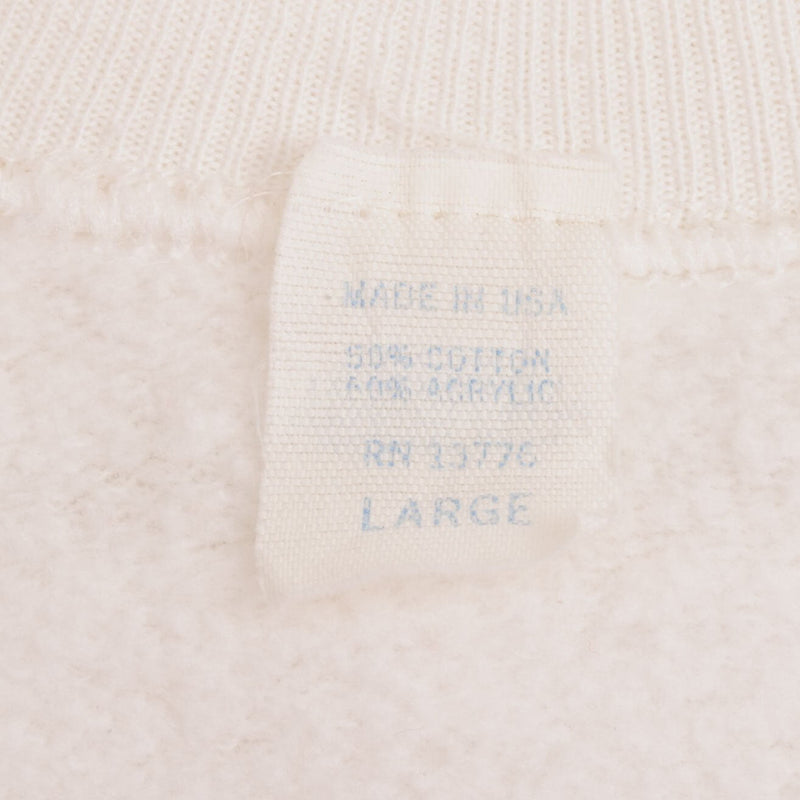 MADE IN USA
50% COTTON
50% ACRYLIC
RN 13776
LARGE